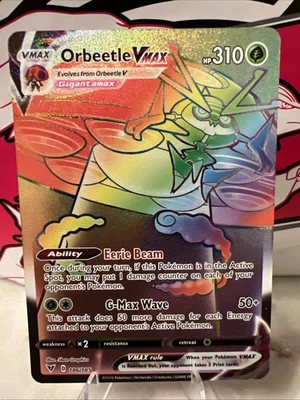 VMAX Orbeetle VMAX HP 310
Evolves from Orbeetle V
Gigantamax
Ability Eerie Beam
Once during your turn, if this Pokémon is in the Active
Spot, you may put 1 damage counter on each of your
opponent's Pokémon.
G-Max Wave 50+
This attack does 50 more damage for each Energy
attached to your opponent's Active Pokémon.
weakness ×2 resistance retreat
VMAX rule When your Pokémon VMAX
is Knocked Out, your opponent takes 3 Prize cards.
D 186/185